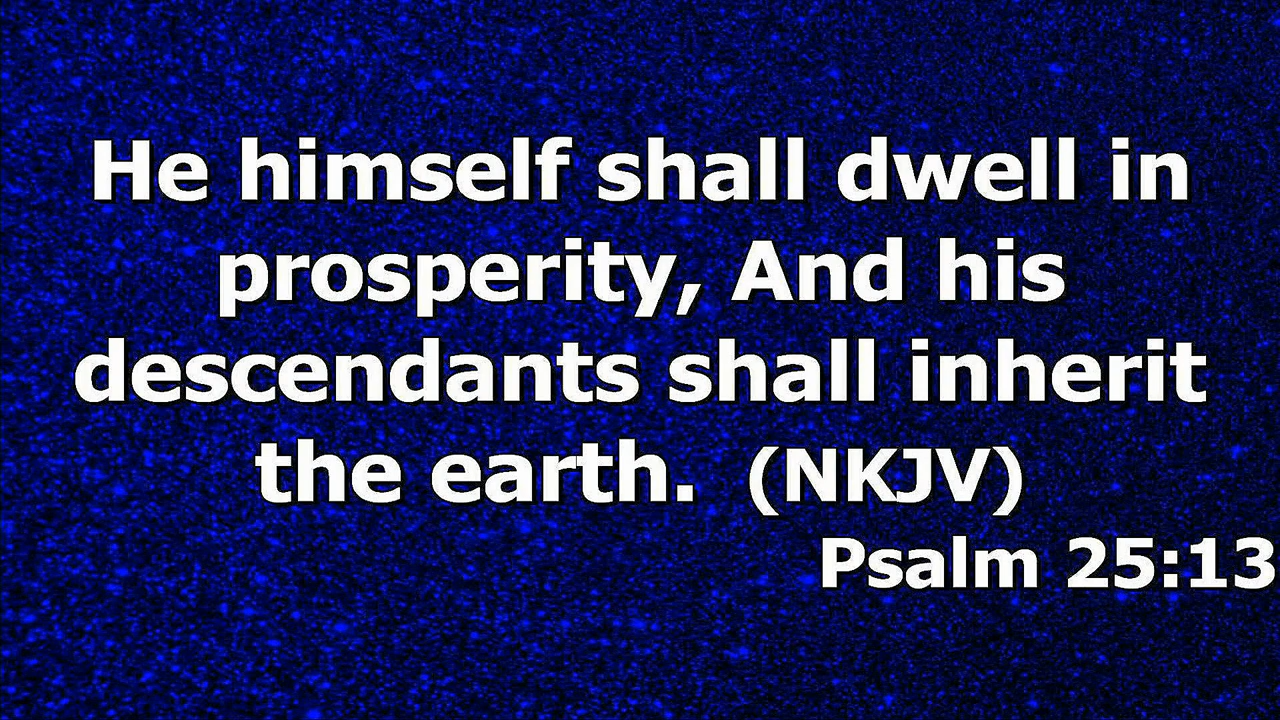 He himself shall dwell in
prosperity, And his
descendants shall inherit
the earth.  (NKJV)
Psalm 25:13